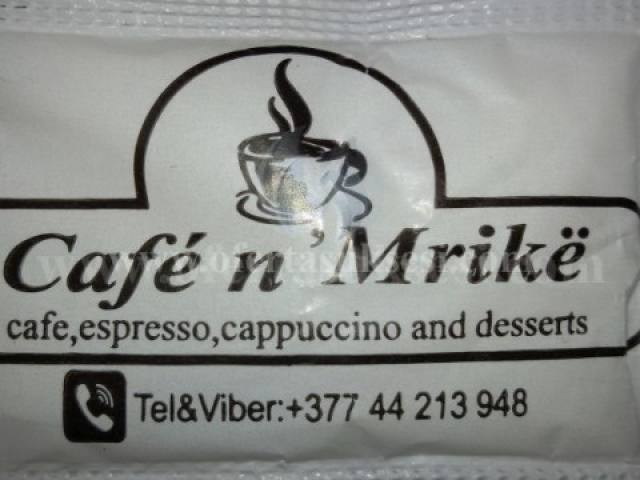 Café n'Mrikë
cafe,espresso,cappuccino and desserts
Tel&Viber:+377 44 213 948